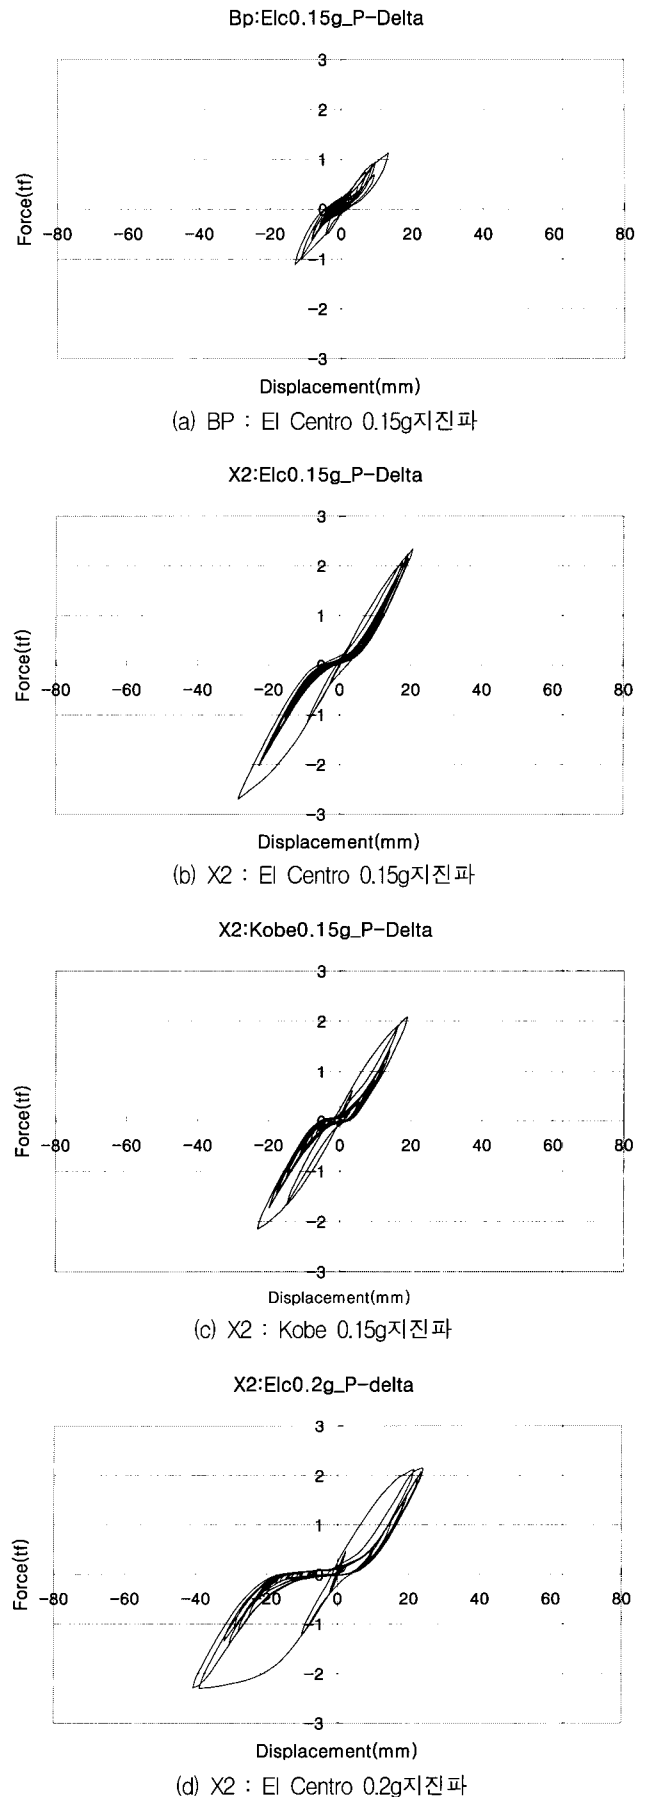 Bp:Elc0.15g_P-Delta
3
2
1
0
-80 -60 -40 -20 0 20 40 60 80
-1
-2
-3
Force(tf)
Displacement(mm)
(a) BP : El Centro 0.15g지진파
X2:Elc0.15g_P-Delta
3
2
1
0
-80 -60 -40 -20 0 20 40 60 80
-1
-2
-3
Force(tf)
Displacement(mm)
(b) X2 : El Centro 0.15g지진파
X2:Kobe0.15g_P-Delta
3
2
1
0
-80 -60 -40 -20 0 20 40 60 80
-1
-2
-3
Force(tf)
Displacement(mm)
(c) X2 : Kobe 0.15g지진파
X2:Elc0.2g_P-delta
3
2
1
0
-80 -60 -40 -20 0 20 40 60 80
-1
-2
-3
Force(tf)
Displacement(mm)
(d) X2 : El Centro 0.2g지진파